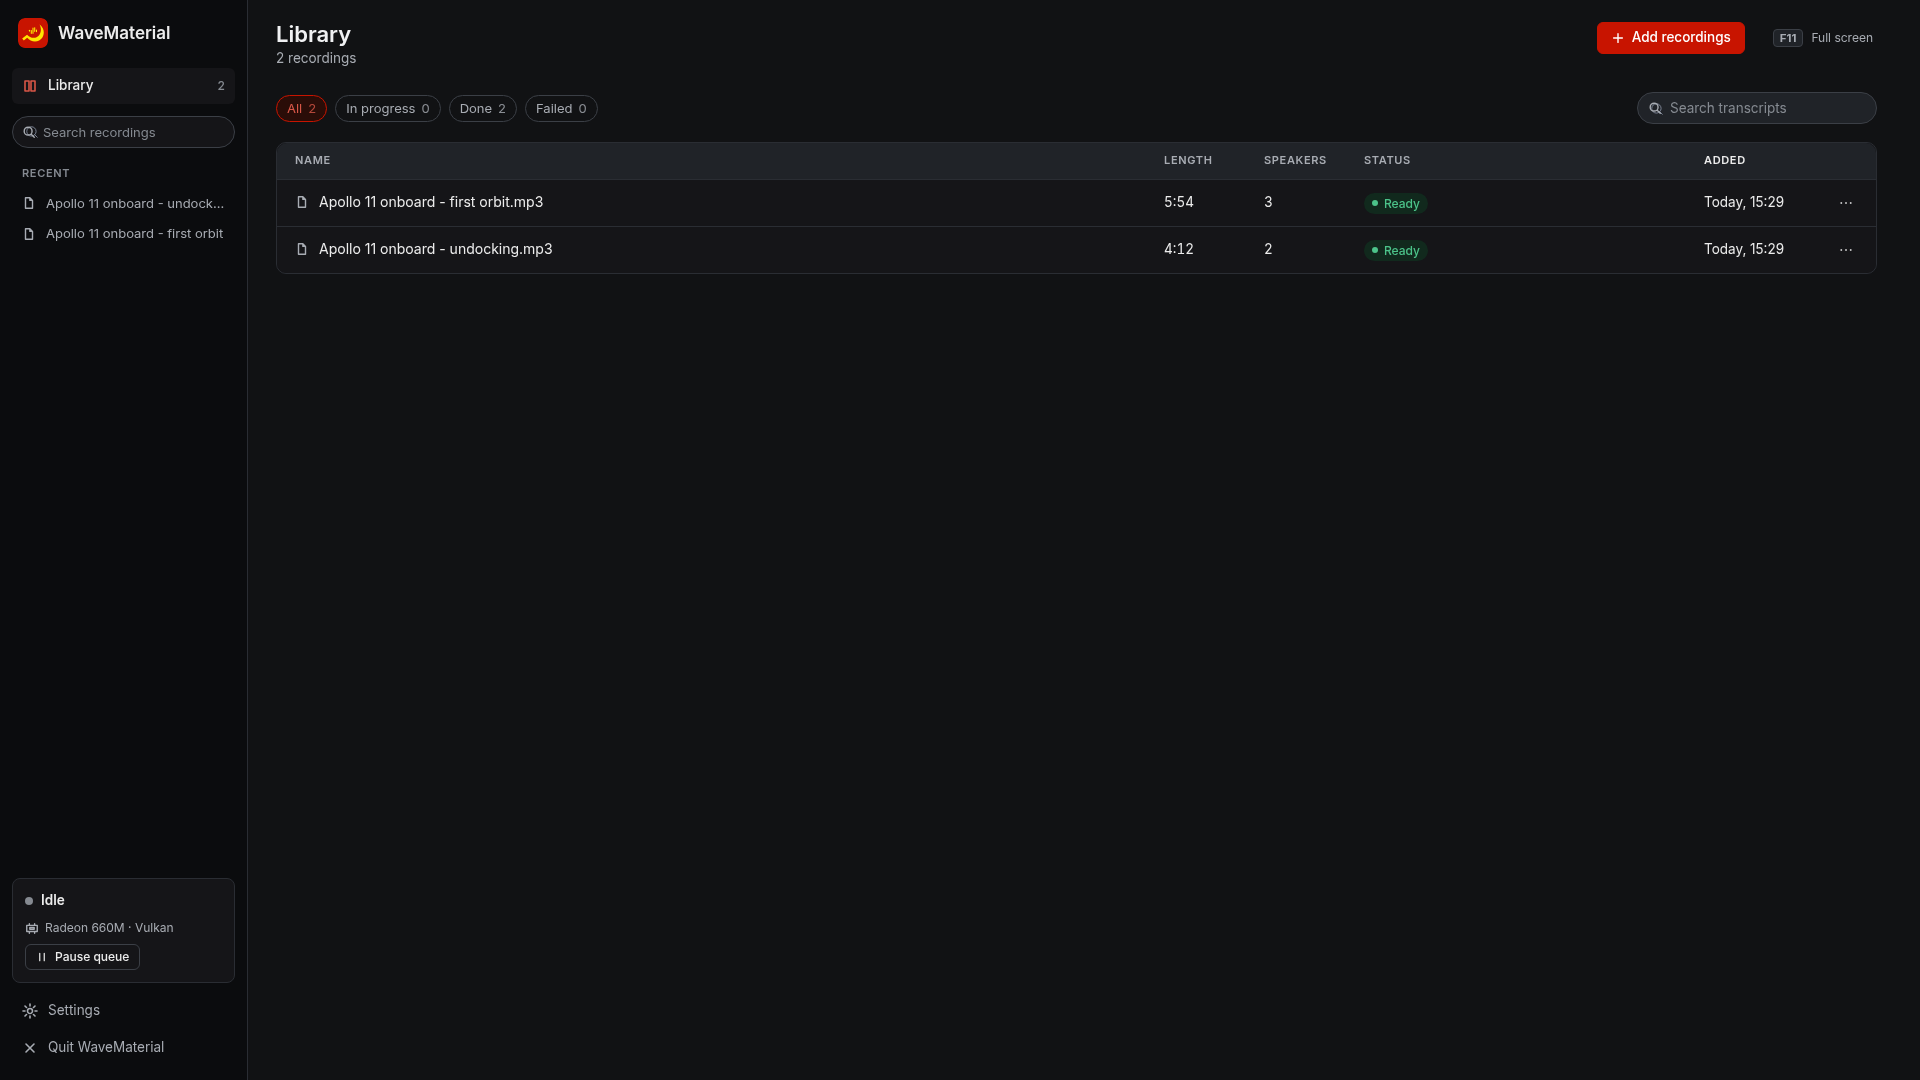 WaveMaterial
Library 2
Search recordings
RECENT
Apollo 11 onboard - undock...
Apollo 11 onboard - first orbit
Idle
Radeon 660M · Vulkan
Pause queue
Settings
Quit WaveMaterial
Library
2 recordings
Add recordings
F11 Full screen
All 2 In progress 0 Done 2 Failed 0
Search transcripts
NAME LENGTH SPEAKERS STATUS ADDED
Apollo 11 onboard - first orbit.mp3 5:54 3 Ready Today, 15:29 ...
Apollo 11 onboard - undocking.mp3 4:12 2 Ready Today, 15:29 ...